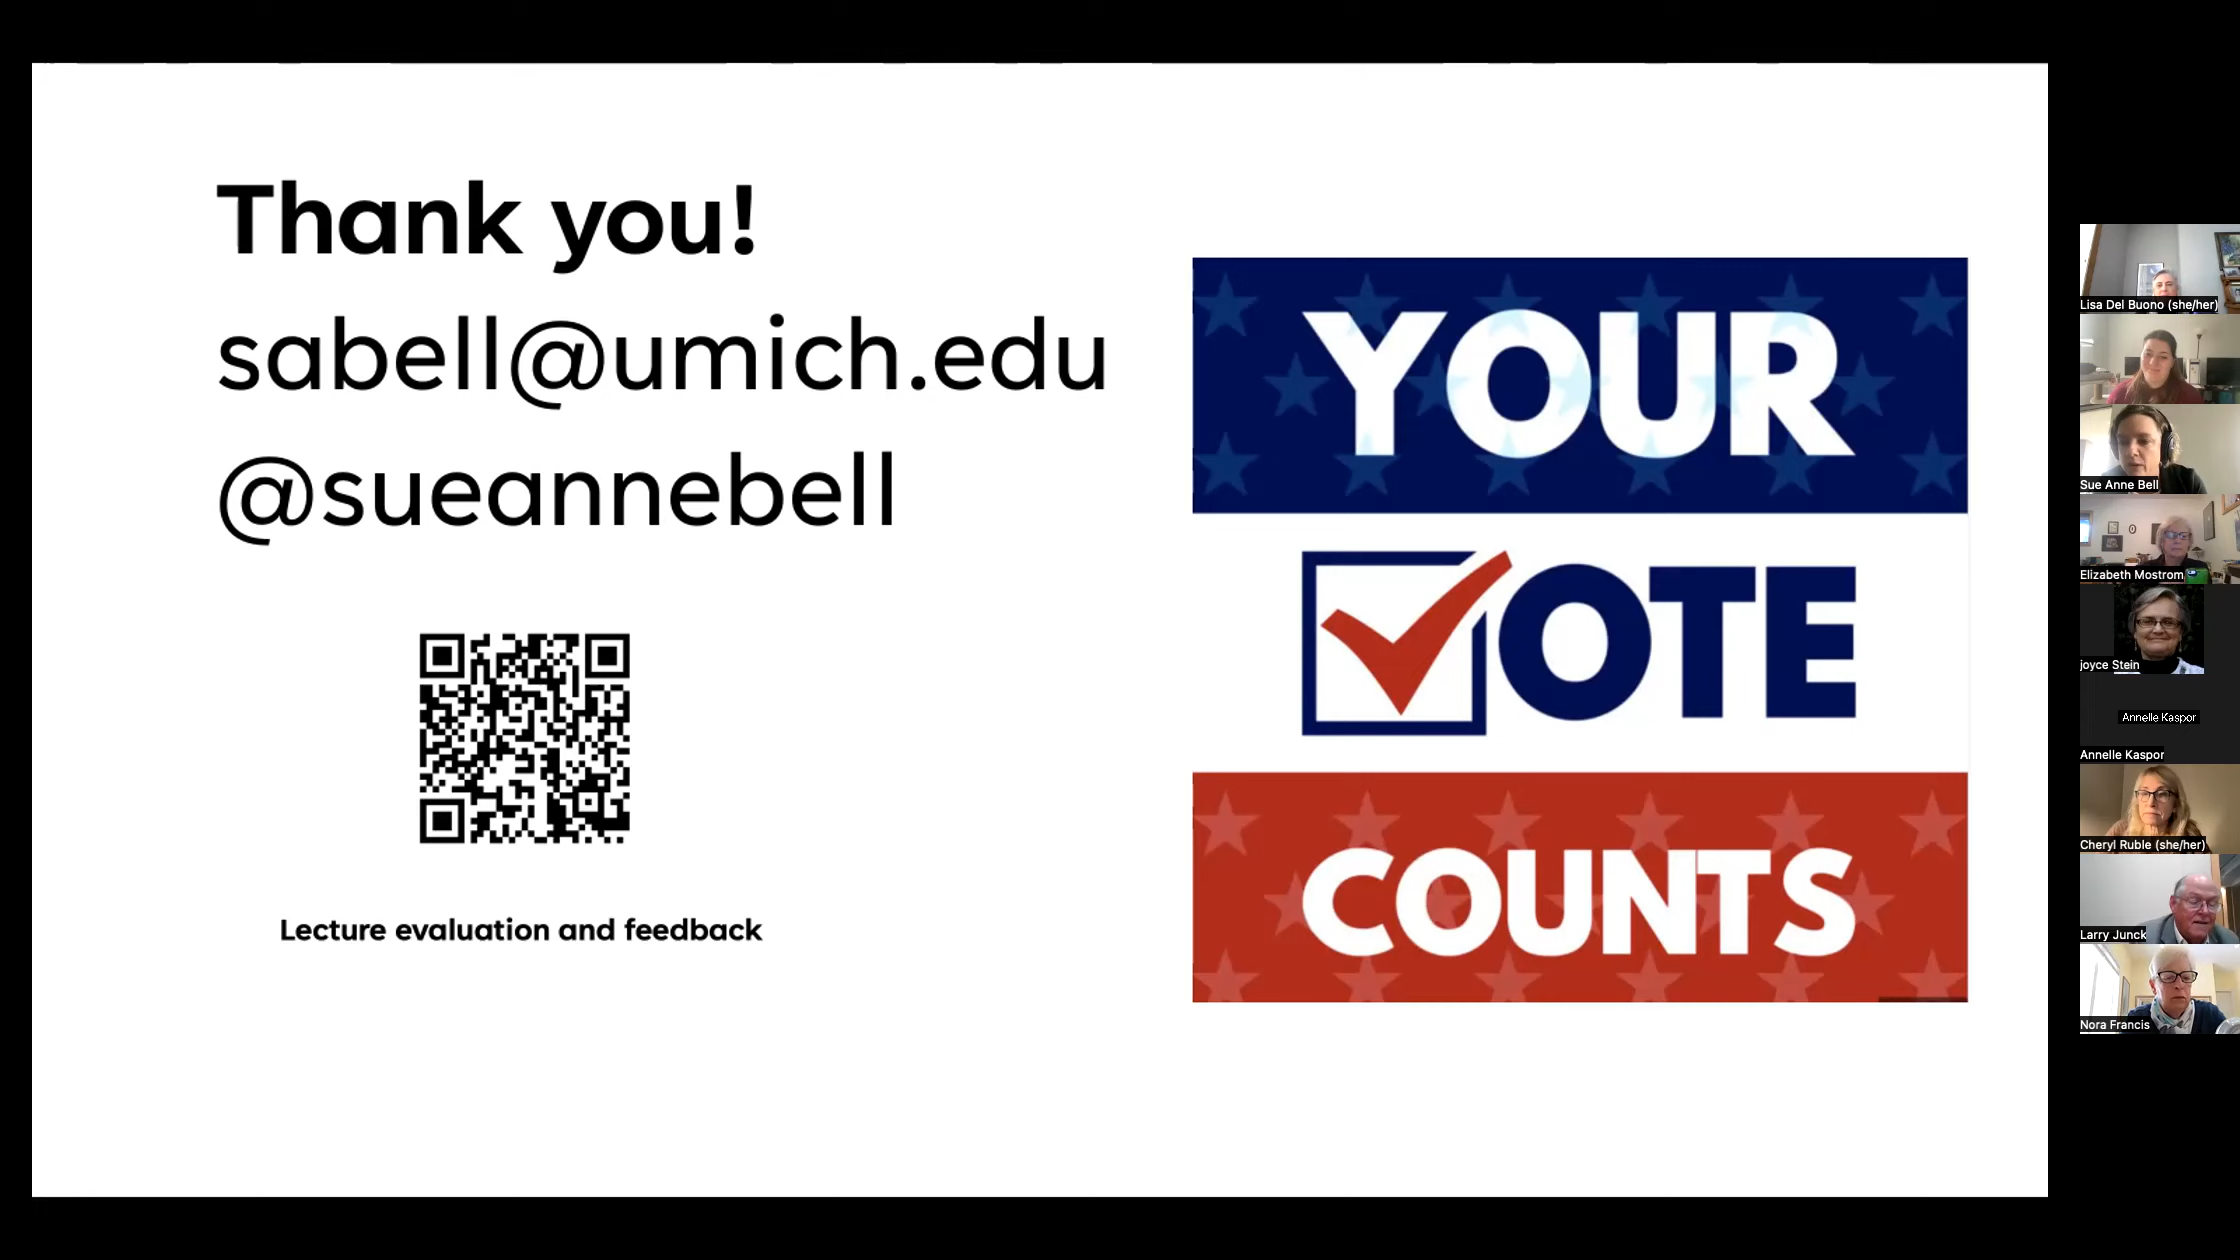 Thank you!
sabell@umich.edu
@sueannebell
Lecture evaluation and feedback
YOUR
OTE
COUNTS
Lisa Del Buono (she/her)
Sue Anne Bell
Elizabeth Mostrom
joyce Stein
Annelle Kaspor
Annelle Kaspor
Cheryl Ruble (she/her)
Larry Junck
Nora Francis